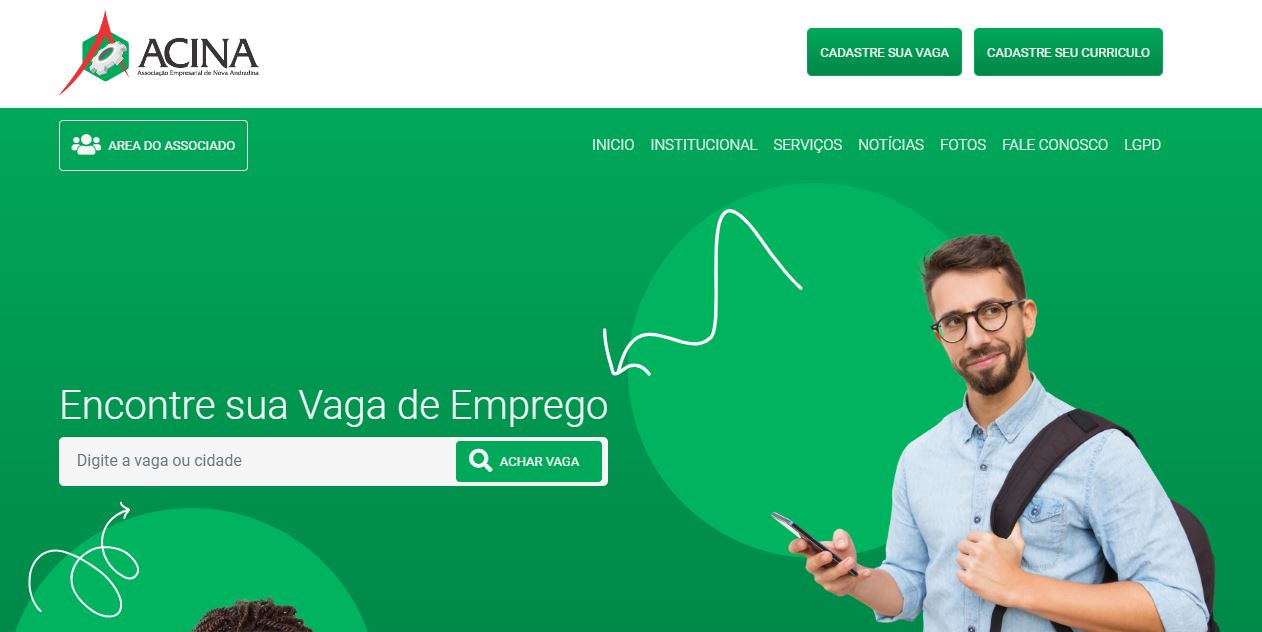 ACINA
Associação Empresarial de Nova Andradina
CADASTRE SUA VAGA
CADASTRE SEU CURRICULO
AREA DO ASSOCIADO
INICIO INSTITUCIONAL SERVIÇOS NOTÍCIAS FOTOS FALE CONOSCO LGPD
Encontre sua Vaga de Emprego
Digite a vaga ou cidade
ACHAR VAGA